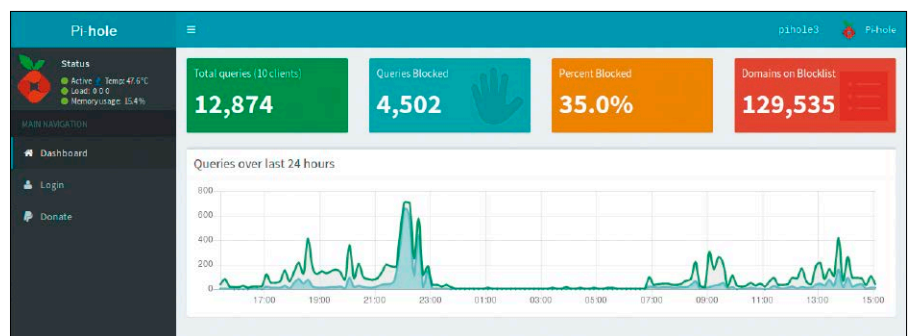 Pi-hole
pihole3
Pi-hole
Status
Active Temp: 47.6°C
Load: 0 0 0
Memory usage: 15.4%
MAIN NAVIGATION
Dashboard
Login
Donate
Total queries (10 clients)
12,874
Queries Blocked
4,502
Percent Blocked
35.0%
Domains on Blocklist
129,535
Queries over last 24 hours
800
600
400
200
0
17:00 19:00 21:00 23:00 01:00 03:00 05:00 07:00 09:00 11:00 13:00 15:00